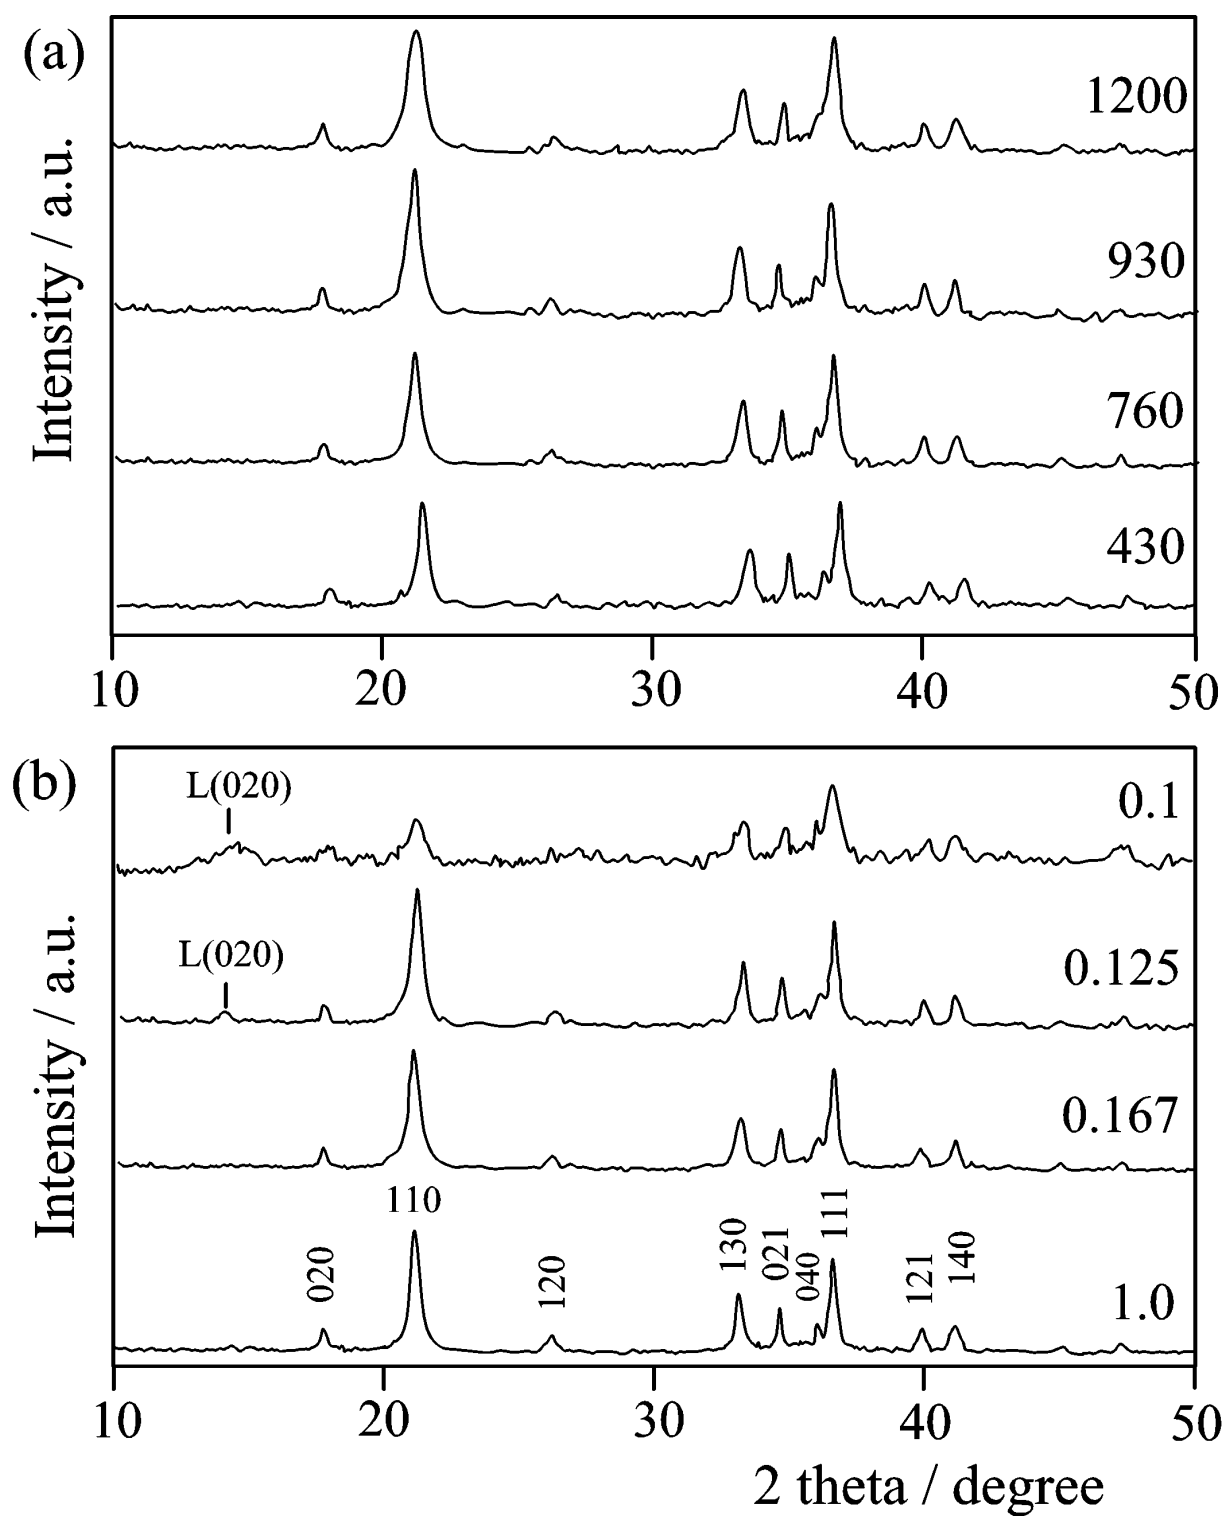 (a)
1200
930
760
430
Intensity / a.u.
10 20 30 40 50
(b)
L(020)
0.1
L(020)
0.125
0.167
Intensity / a.u.
020 110 120 130 021 040 111 121 140
1.0
10 20 30 40 50
2 theta / degree